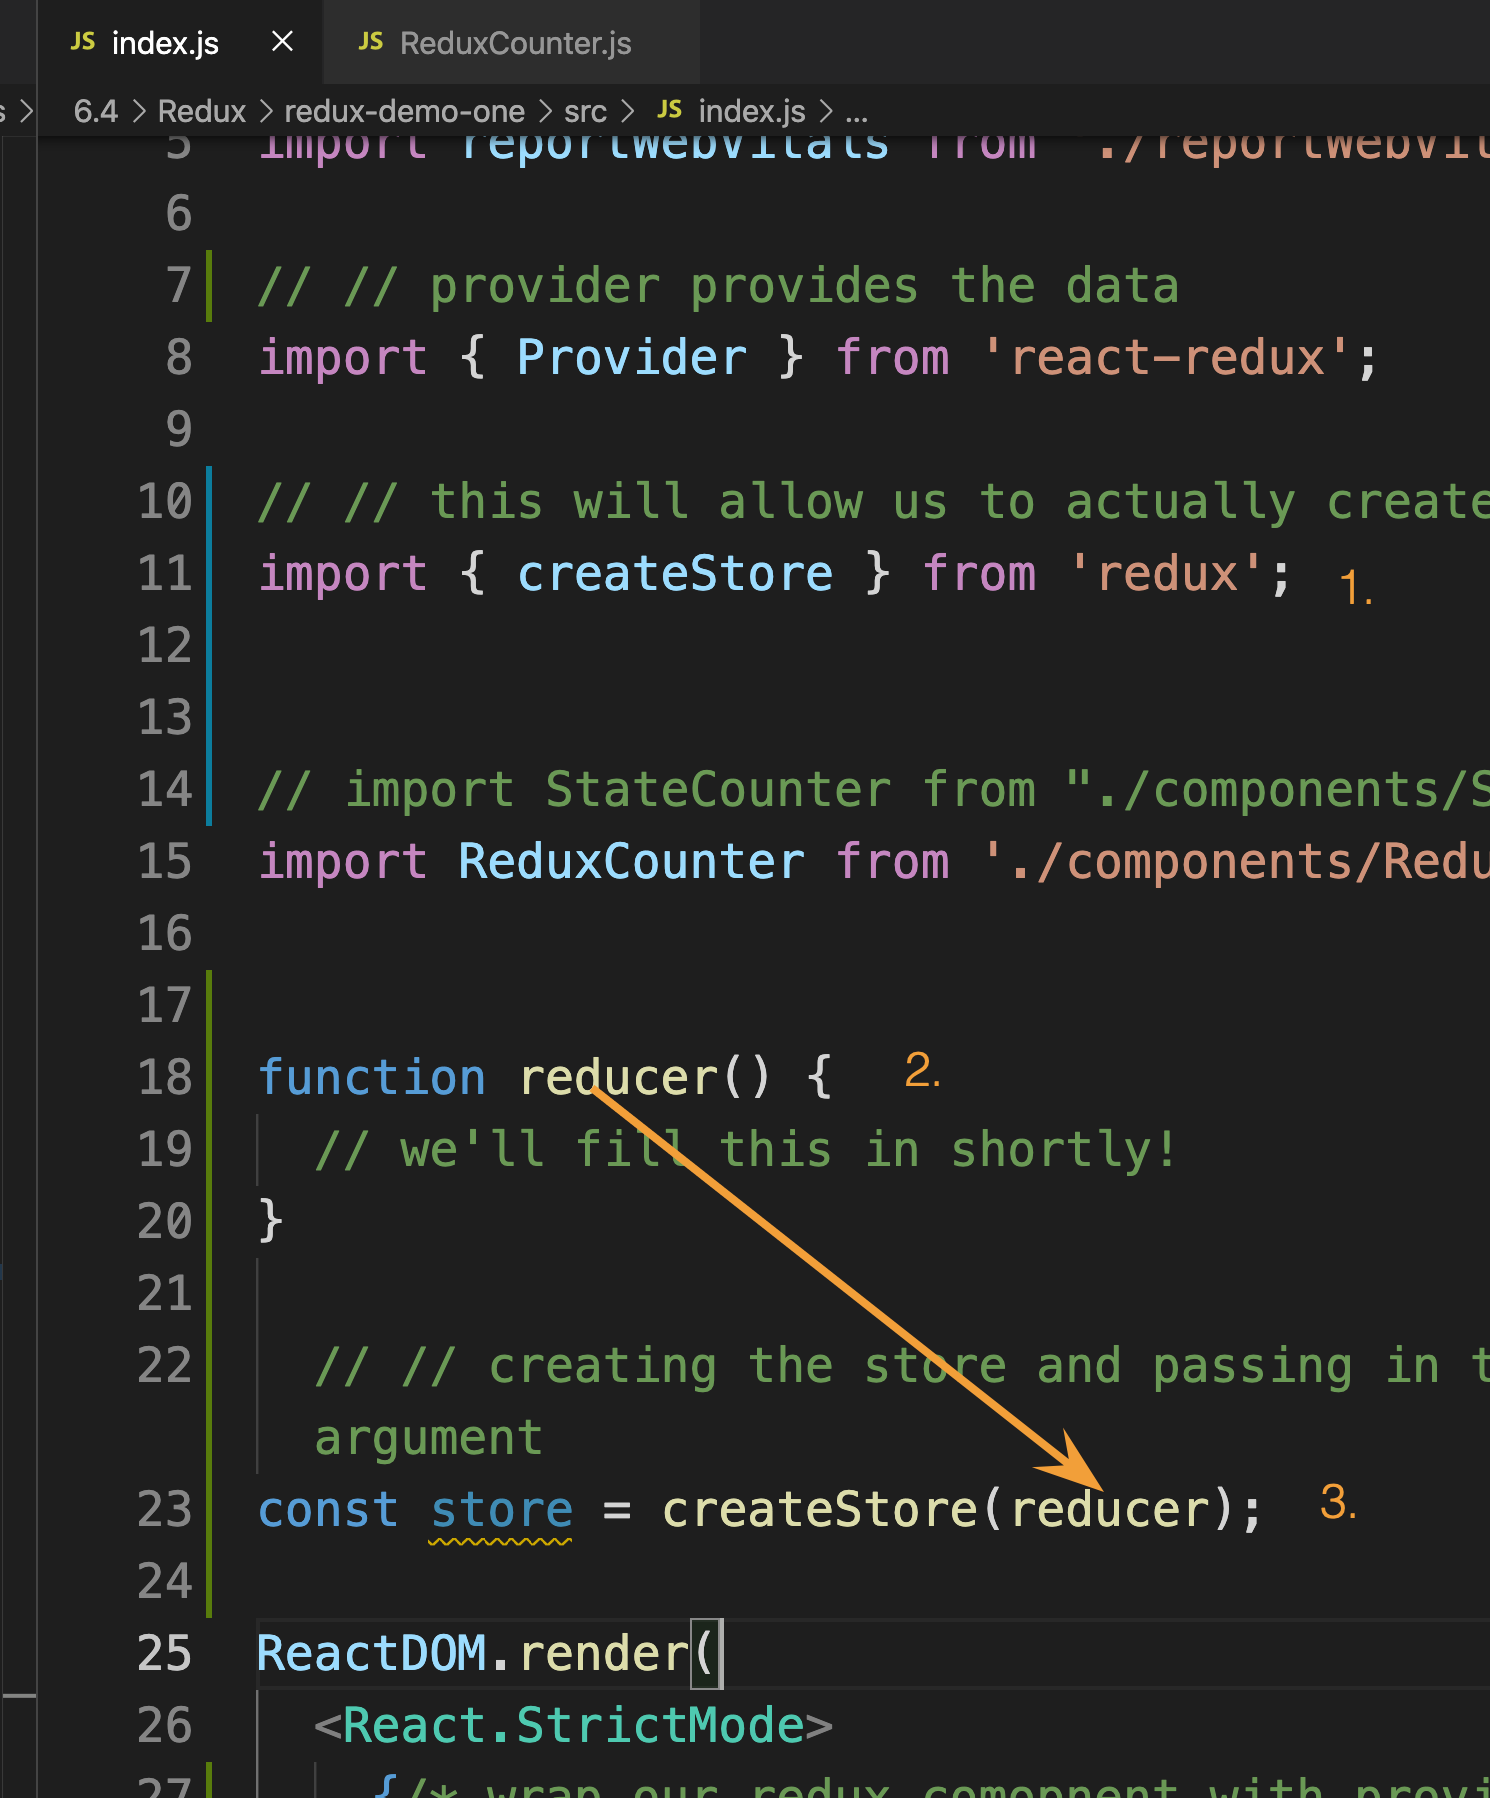 JS index.js × JS ReduxCounter.js
s > 6.4 > Redux > redux-demo-one > src > JS index.js > ...
5 import reportWebVitals from './reportWebVit
6
7 // // provider provides the data
8 import { Provider } from 'react-redux';
9
10 // // this will allow us to actually create
11 import { createStore } from 'redux'; 1.
12
13
14 // import StateCounter from "./components/S
15 import ReduxCounter from './components/Redu
16
17
18 function reducer() { 2.
19 // we'll fill this in shortly!
20 }
21
22 // // creating the store and passing in t
argument
23 const store = createStore(reducer); 3.
24
25 ReactDOM.render(
26 <React.StrictMode>
27 {/* wrap our redux comopnent with provi